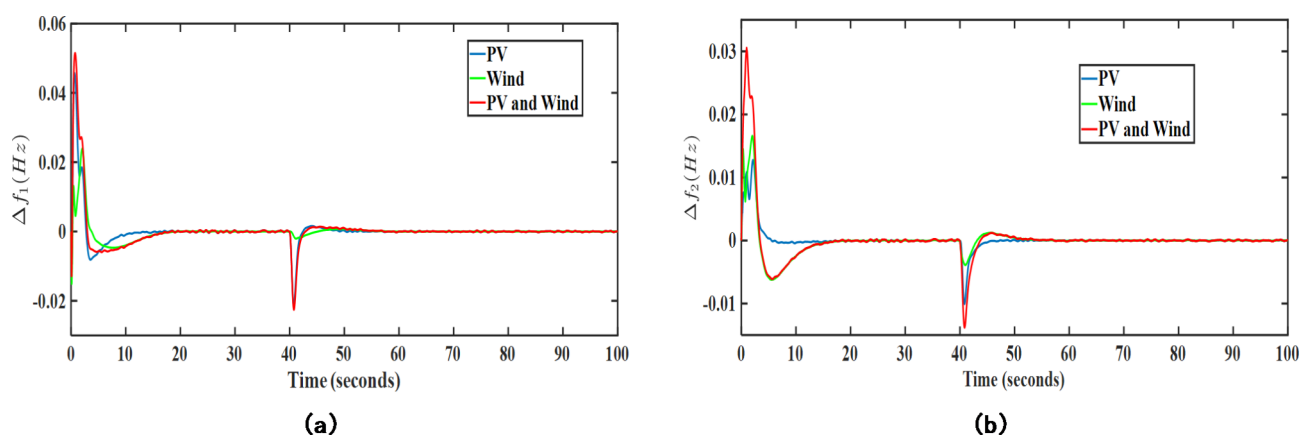 0.06
0.04
0.02
0
-0.02
Δf₁(Hz)
PV
Wind
PV and Wind
0 10 20 30 40 50 60 70 80 90 100
Time (seconds)
(a)
0.03
0.02
0.01
0
-0.01
Δf₂(Hz)
PV
Wind
PV and Wind
0 10 20 30 40 50 60 70 80 90 100
Time (seconds)
(b)